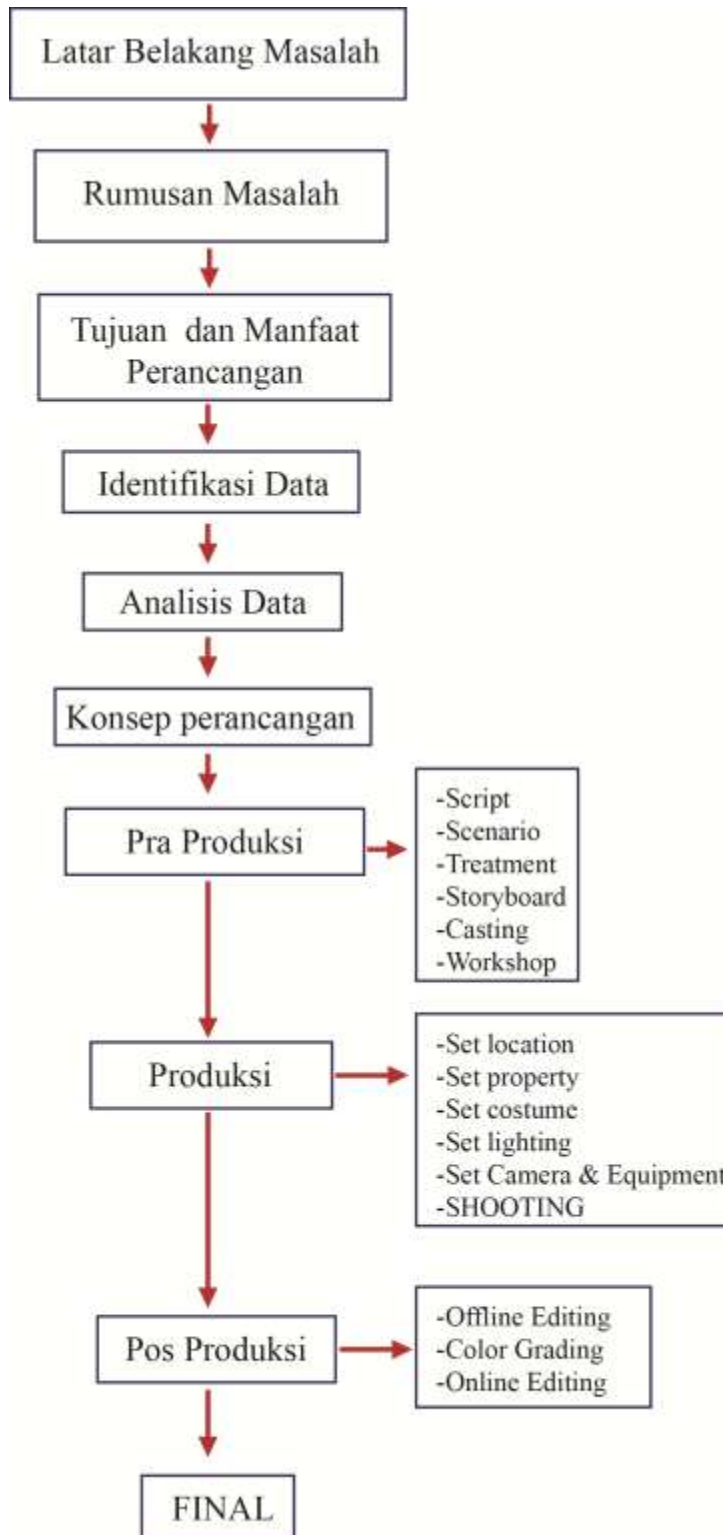 Latar Belakang Masalah
Rumusan Masalah
Tujuan dan Manfaat
Perancangan
Identifikasi Data
Analisis Data
Konsep perancangan
Pra Produksi
-Script
-Scenario
-Treatment
-Storyboard
-Casting
-Workshop
Produksi
-Set location
-Set property
-Set costume
-Set lighting
-Set Camera & Equipment
-SHOOTING
Pos Produksi
-Offline Editing
-Color Grading
-Online Editing
FINAL